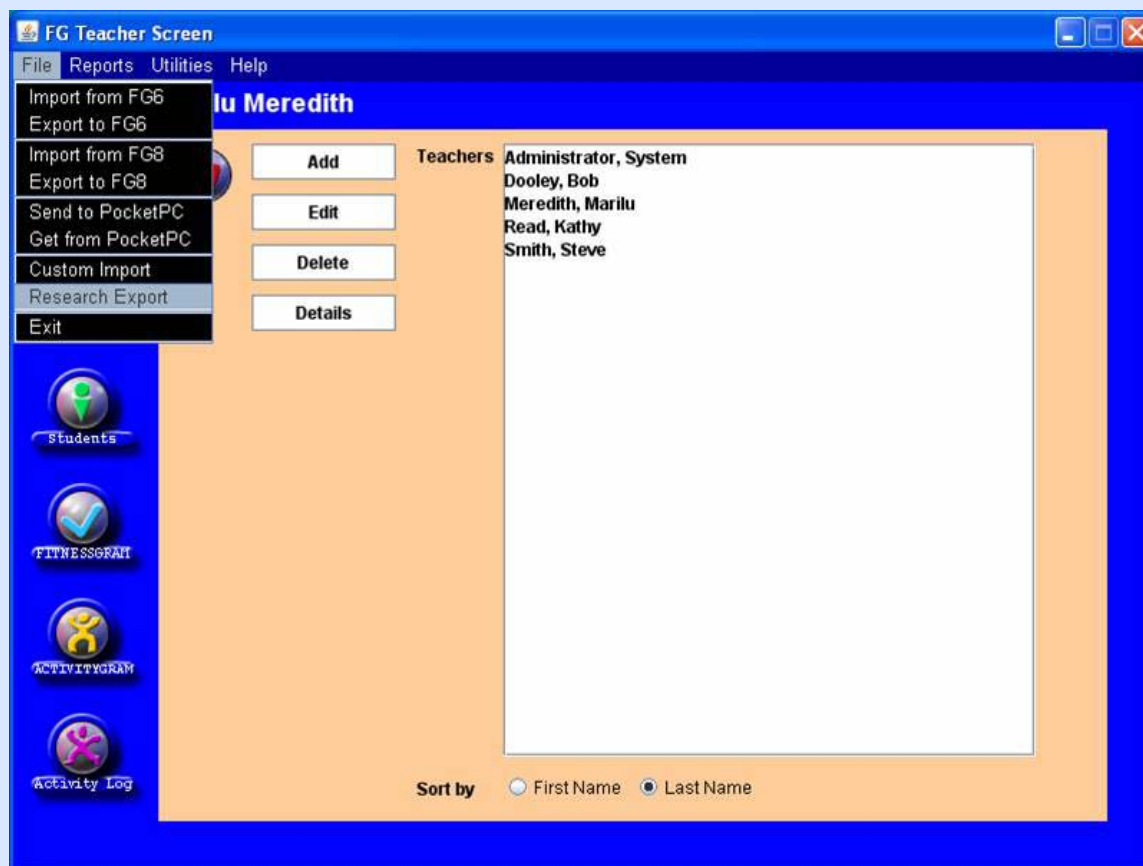 FG Teacher Screen
File Reports Utilities Help
lu Meredith
Import from FG6
Export to FG6
Import from FG8
Export to FG8
Send to PocketPC
Get from PocketPC
Custom Import
Research Export
Exit
Add
Edit
Delete
Details
Teachers
Administrator, System
Dooley, Bob
Meredith, Marilu
Read, Kathy
Smith, Steve
Students
FITNESSGRAM
ACTIVITYGRAM
Activity Log
Sort by First Name Last Name